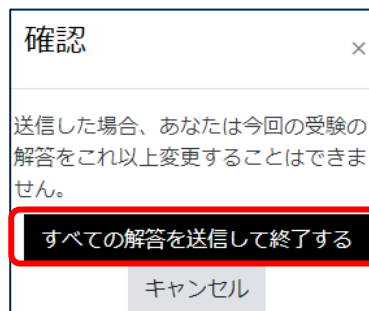 確認
×
送信した場合、あなたは今回の受験の
解答をこれ以上変更することはできま
せん。
すべての解答を送信して終了する
キャンセル